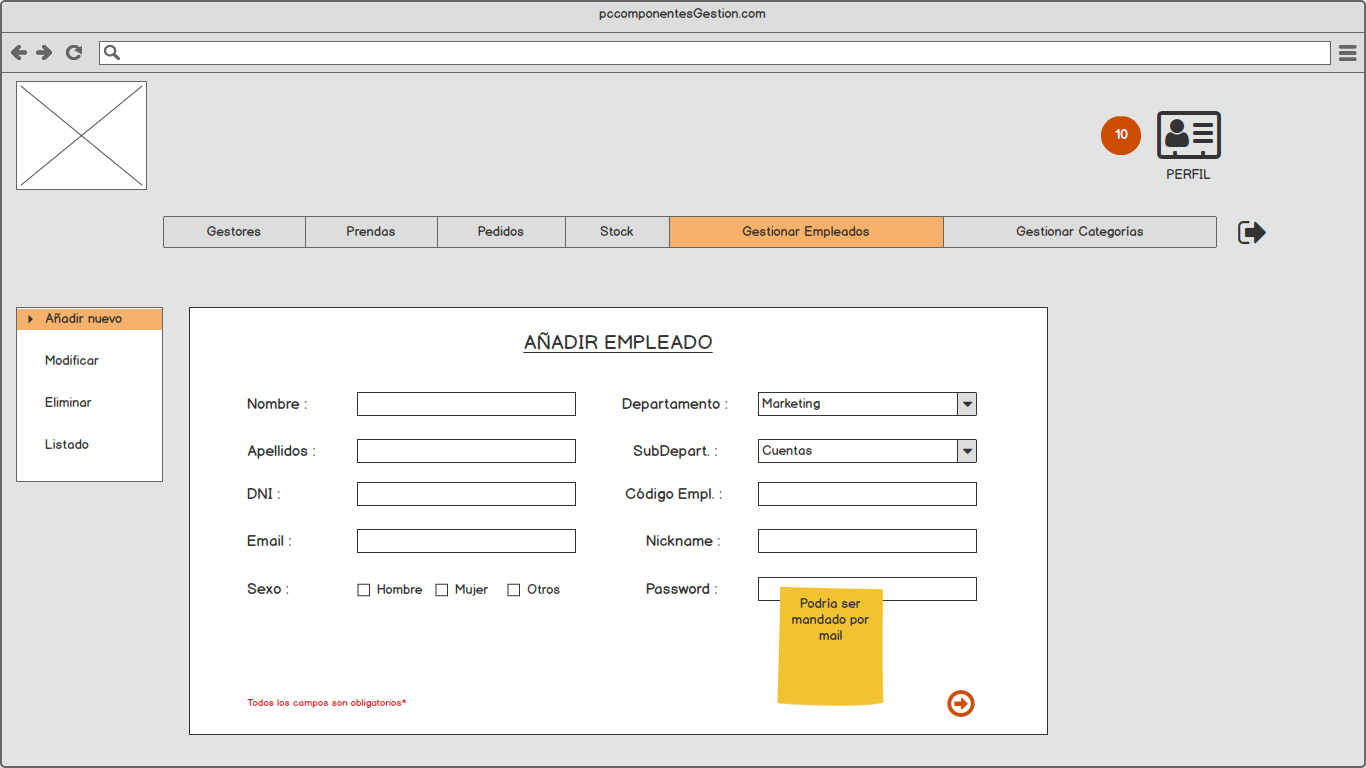 pccomponentesGestion.com
10
PERFIL
Gestores Prendas Pedidos Stock Gestionar Empleados Gestionar Categorías
Añadir nuevo
Modificar
Eliminar
Listado
AÑADIR EMPLEADO
Nombre : Departamento : Marketing
Apellidos : SubDepart. : Cuentas
DNI : Código Empl. :
Email : Nickname :
Sexo : Hombre Mujer Otros Password :
Podría ser
mandado por
mail
Todos los campos son obligatorios*